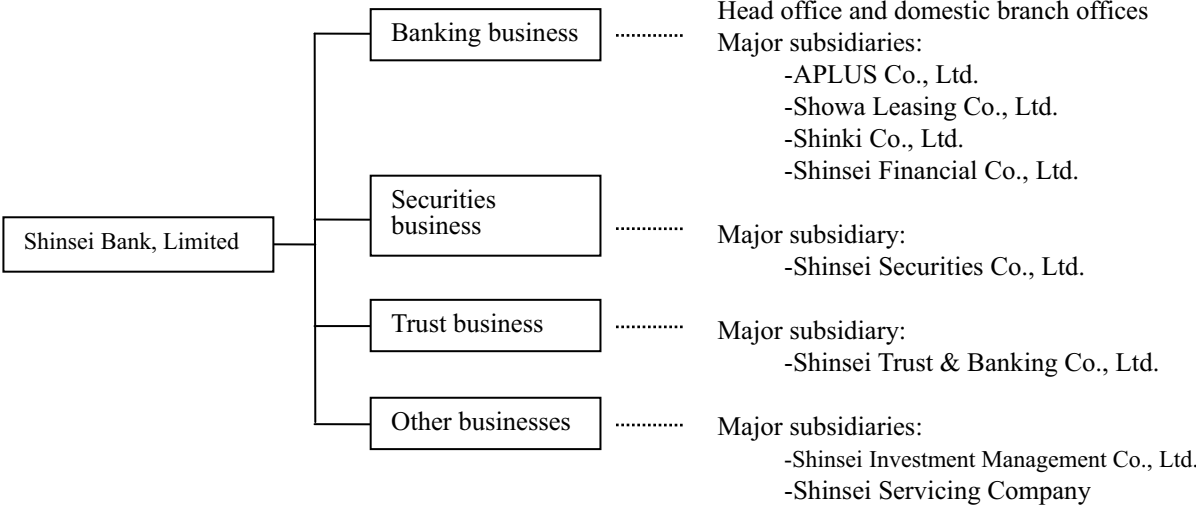 Head office and domestic branch offices
Banking business
Major subsidiaries:
-APLUS Co., Ltd.
-Showa Leasing Co., Ltd.
-Shinki Co., Ltd.
-Shinsei Financial Co., Ltd.
Securities
business
Shinsei Bank, Limited
Major subsidiary:
-Shinsei Securities Co., Ltd.
Trust business
Major subsidiary:
-Shinsei Trust & Banking Co., Ltd.
Other businesses
Major subsidiaries:
-Shinsei Investment Management Co., Ltd.
-Shinsei Servicing Company